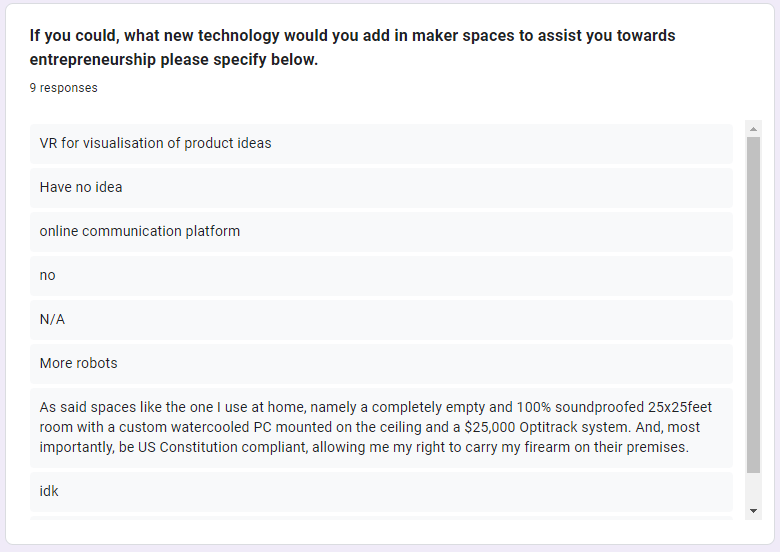 If you could, what new technology would you add in maker spaces to assist you towards
entrepreneurship please specify below.
9 responses
VR for visualisation of product ideas
Have no idea
online communication platform
no
N/A
More robots
As said spaces like the one I use at home, namely a completely empty and 100% soundproofed 25x25feet
room with a custom watercooled PC mounted on the ceiling and a $25,000 Optitrack system. And, most
importantly, be US Constitution compliant, allowing me my right to carry my firearm on their premises.
idk